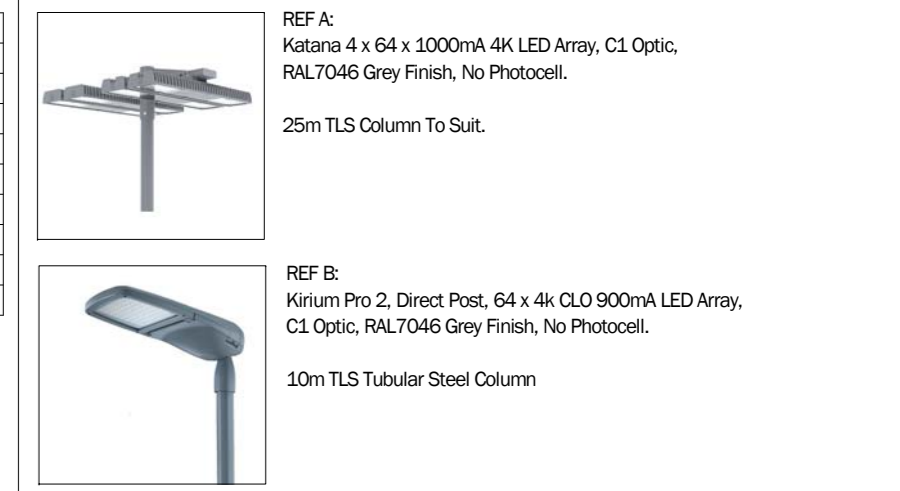 REF A:
Katana 4 x 64 x 1000mA 4K LED Array, C1 Optic,
RAL7046 Grey Finish, No Photocell.
25m TLS Column To Suit.
REF B:
Kirium Pro 2, Direct Post, 64 x 4k CLO 900mA LED Array,
C1 Optic, RAL7046 Grey Finish, No Photocell.
10m TLS Tubular Steel Column